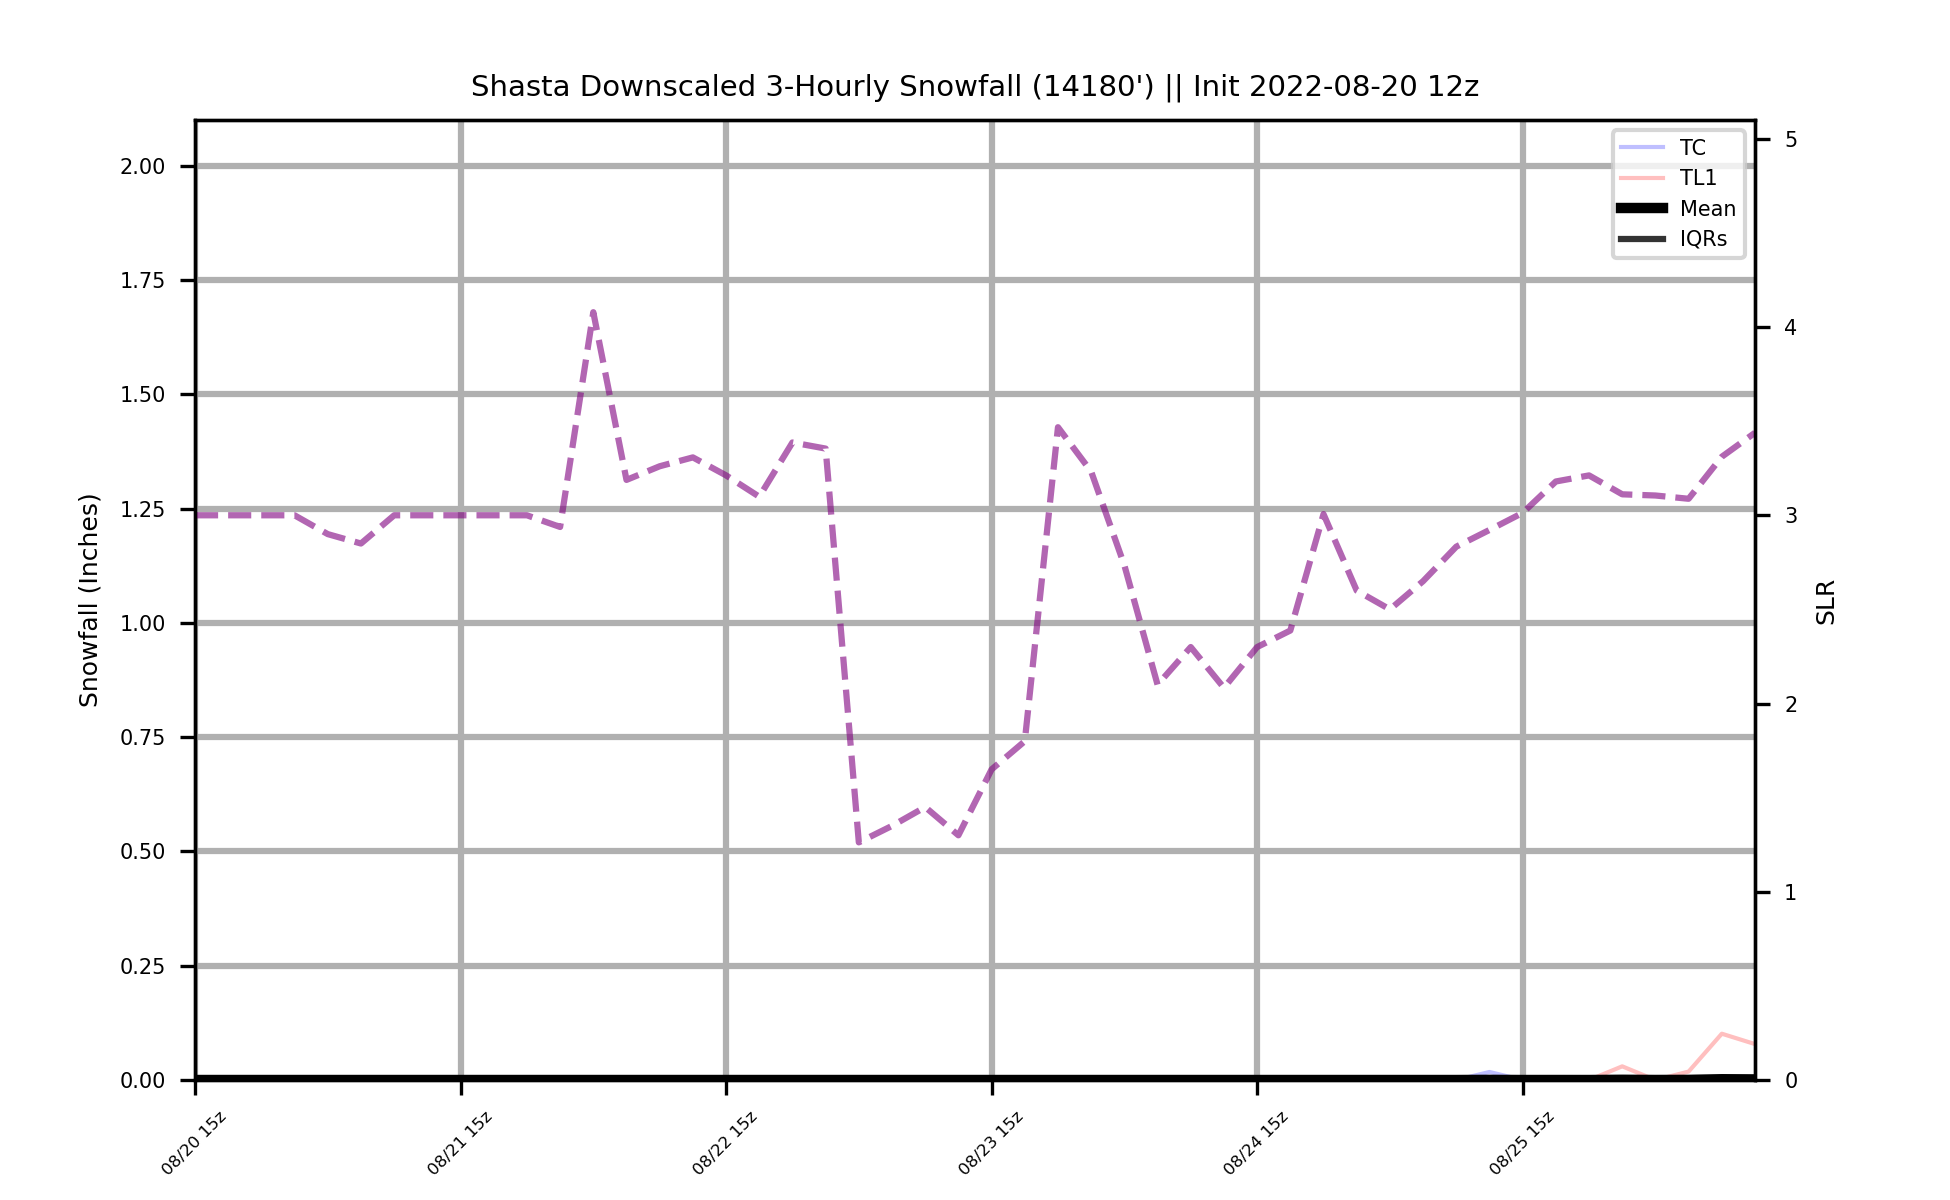 Shasta Downscaled 3-Hourly Snowfall (14180') || Init 2022-08-20 12z
TC
TL1
Mean
IQRs
Snowfall (Inches)
2.00
1.75
1.50
1.25
1.00
0.75
0.50
0.25
0.00
5
4
3
2
1
0
SLR
08/20 15z
08/21 15z
08/22 15z
08/23 15z
08/24 15z
08/25 15z